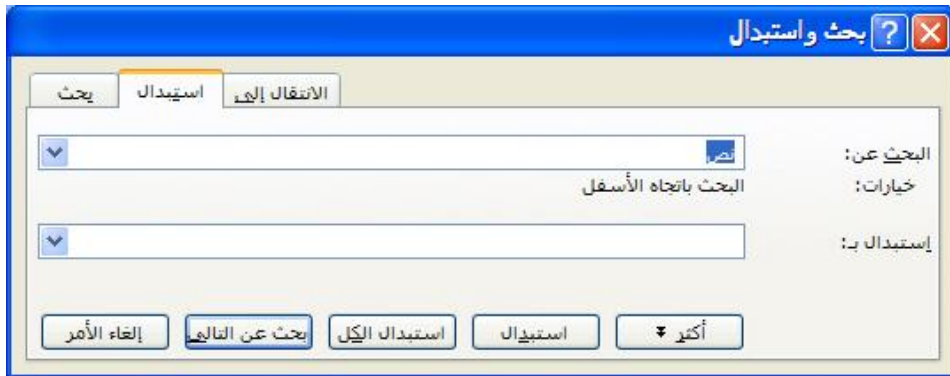 بحث واستبدال
الانتقال إلى استبدال بحث
البحث عن: نص
خيارات: البحث باتجاه الأسفل
إستبدال بـ:
أكثر استبدال استبدال الكل بحث عن التالي إلغاء الأمر